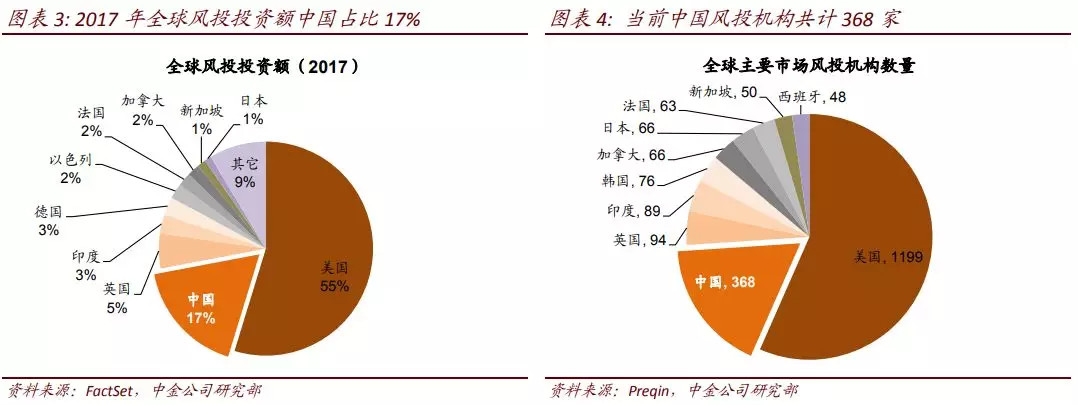 图表 3: 2017 年全球风投投资额中国占比 17%
全球风投投资额（2017）
加拿大
2%
新加坡
1%
日本
1%
法国
2%
以色列
2%
其它
9%
德国
3%
印度
3%
英国
5%
中国
17%
美国
55%
资料来源：FactSet，中金公司研究部
图表 4: 当前中国风投机构共计 368 家
全球主要市场风投机构数量
新加坡, 50
西班牙, 48
法国, 63
日本, 66
加拿大, 66
韩国, 76
印度, 89
英国, 94
中国, 368
美国, 1199
资料来源：Preqin，中金公司研究部